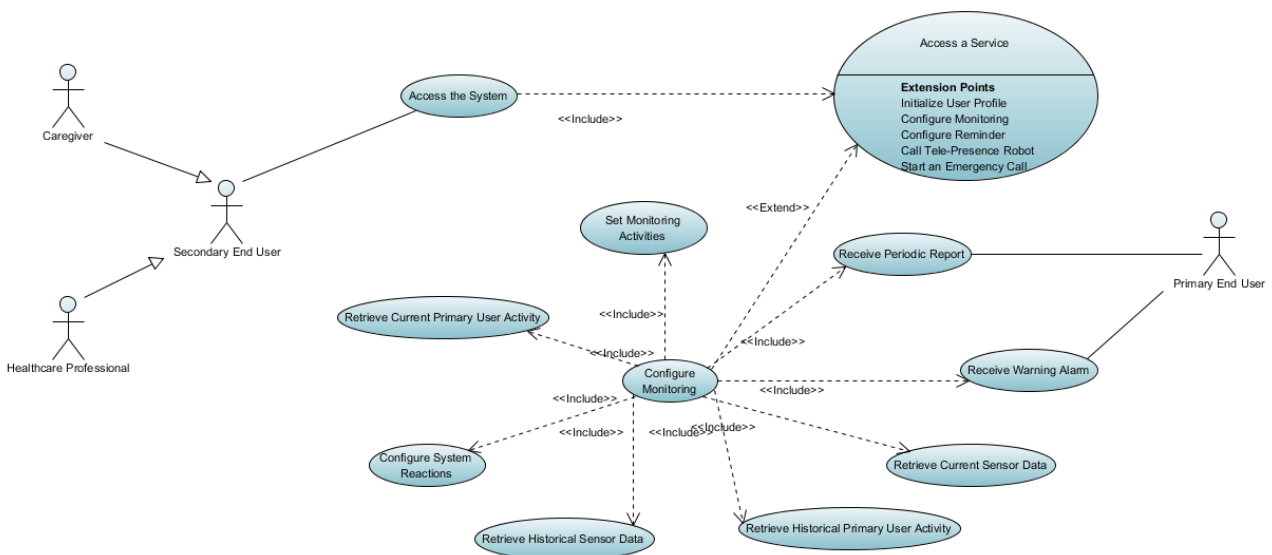 Access a Service
Extension Points
Initialize User Profile
Configure Monitoring
Configure Reminder
Call Tele-Presence Robot
Start an Emergency Call
Access the System
<<Include>>
Caregiver
Secondary End User
Healthcare Professional
<<Extend>>
Set Monitoring
Activities
Receive Periodic Report
Primary End User
Retrieve Current Primary User Activity
<<Include>>
<<Include>>
<<Include>>
Configure
Monitoring
Receive Warning Alarm
<<Include>>
<<Include>>
<<Include>>
<<Include>>
<<Include>>
Configure System
Reactions
Retrieve Current Sensor Data
Retrieve Historical Sensor Data
Retrieve Historical Primary User Activity